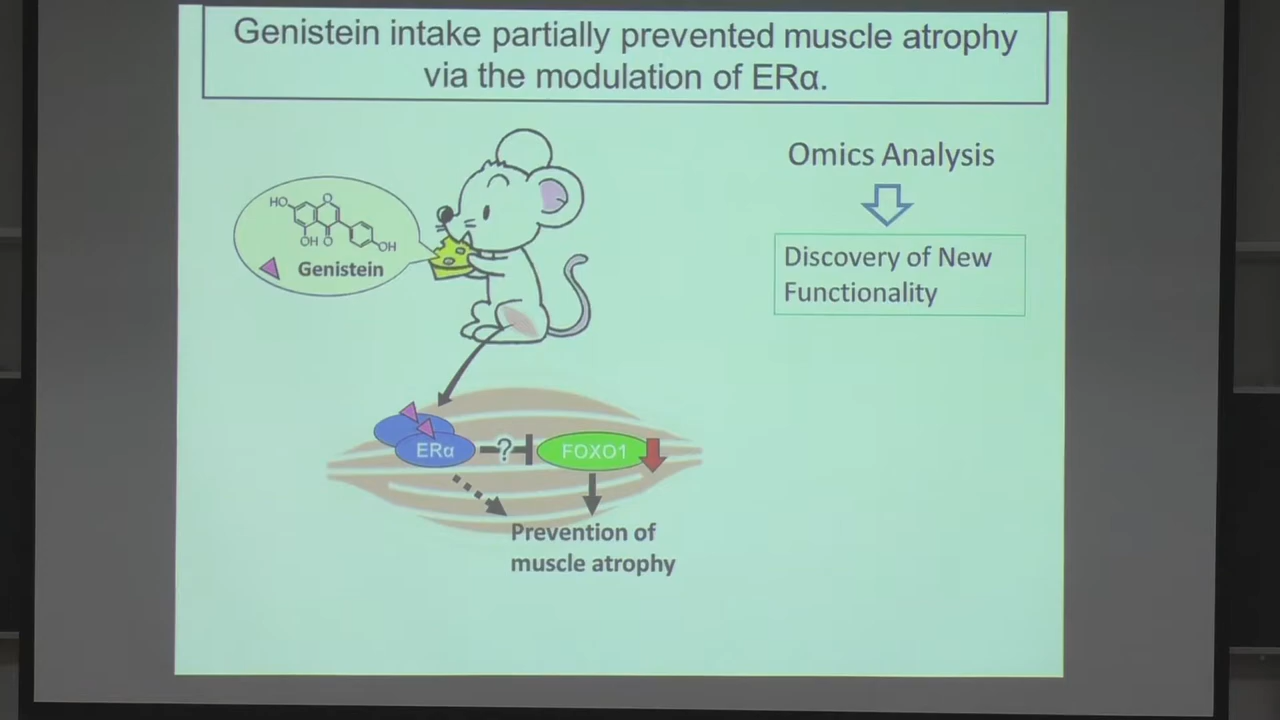 Genistein intake partially prevented muscle atrophy
via the modulation of ERα.
Omics Analysis
Discovery of New
Functionality
HO
O
OH
O
OH
Genistein
ERα
?
FOXO1
Prevention of
muscle atrophy